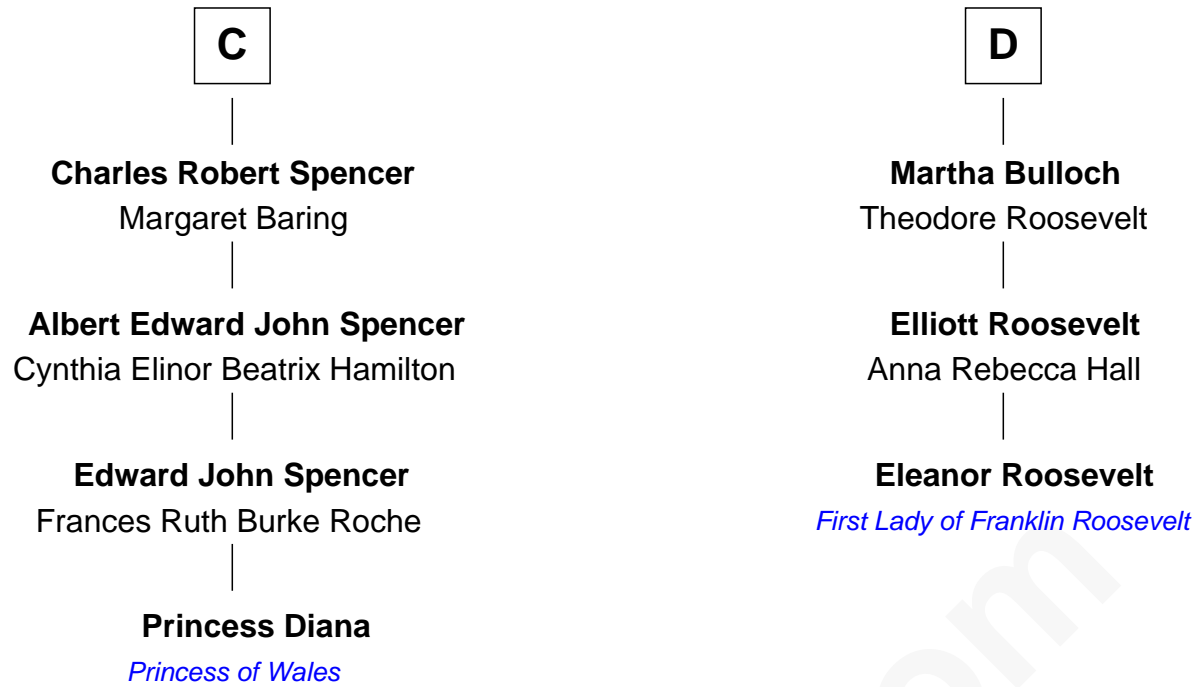 C
Charles Robert Spencer
Margaret Baring
Albert Edward John Spencer
Cynthia Elinor Beatrix Hamilton
Edward John Spencer
Frances Ruth Burke Roche
Princess Diana
Princess of Wales
D
Martha Bulloch
Theodore Roosevelt
Elliott Roosevelt
Anna Rebecca Hall
Eleanor Roosevelt
First Lady of Franklin Roosevelt
om